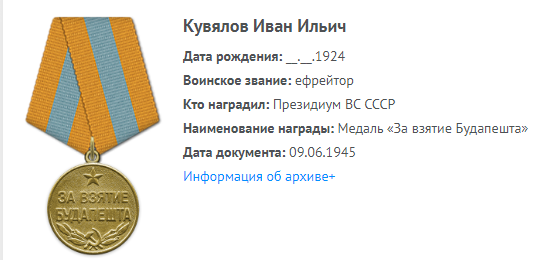 Кувялов Иван Ильич
Дата рождения: __.__.1924
Воинское звание: ефрейтор
Кто наградил: Президиум ВС СССР
Наименование награды: Медаль «За взятие Будапешта»
Дата документа: 09.06.1945
Информация об архиве+
ЗА ВЗЯТИЕ
БУДАПЕШТА